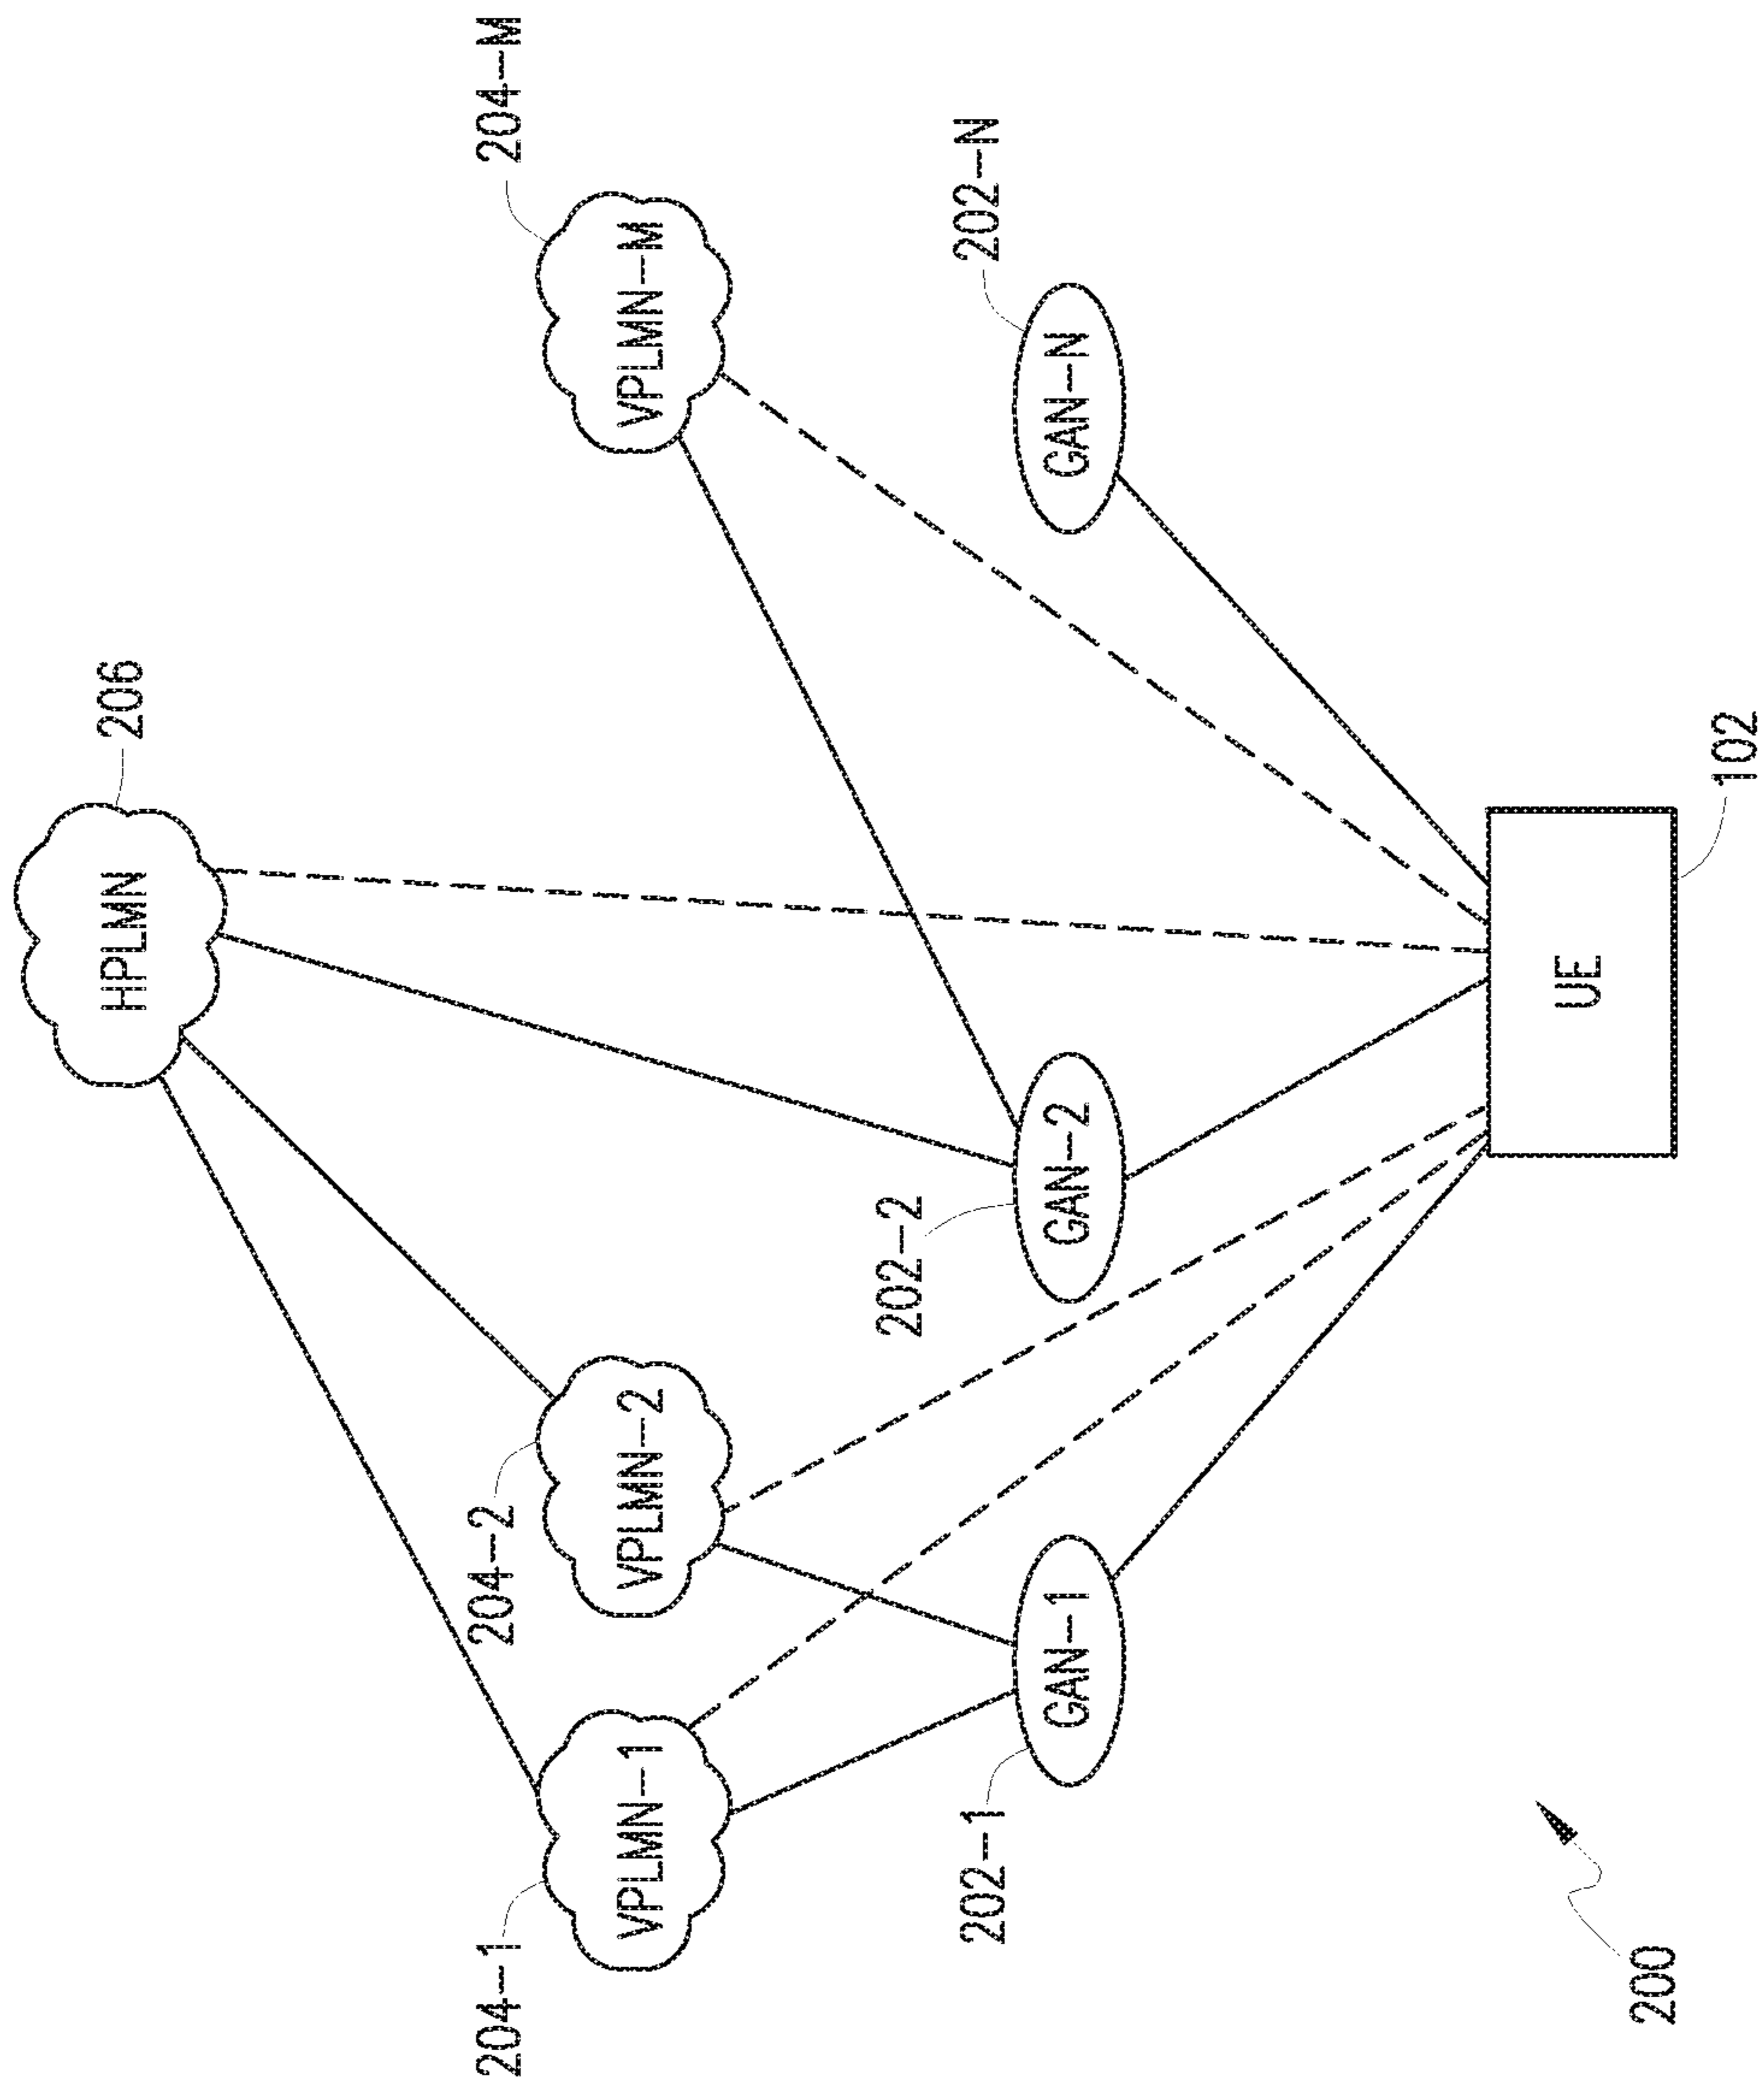 HPLMN
206
204-1
VPLMN-1
204-2
VPLMN-2
VPLMN-M
204-M
202-1
GAN-1
202-2
GAN-2
GAN-N
202-N
UE
102
200